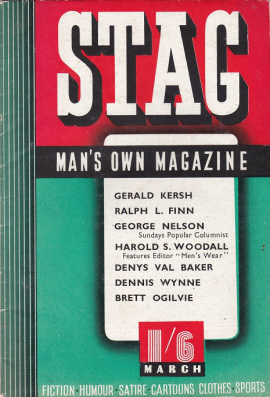 STAG
MAN'S OWN MAGAZINE
GERALD KERSH
RALPH L. FINN
GEORGE NELSON
Sundays Popular Columnist
HAROLD S. WOODALL
Features Editor "Men's Wear"
DENYS VAL BAKER
DENNIS WYNNE
BRETT OGILVIE
1/6
MARCH
FICTION·HUMOUR·SATIRE·CARTOONS·CLOTHES·SPORTS